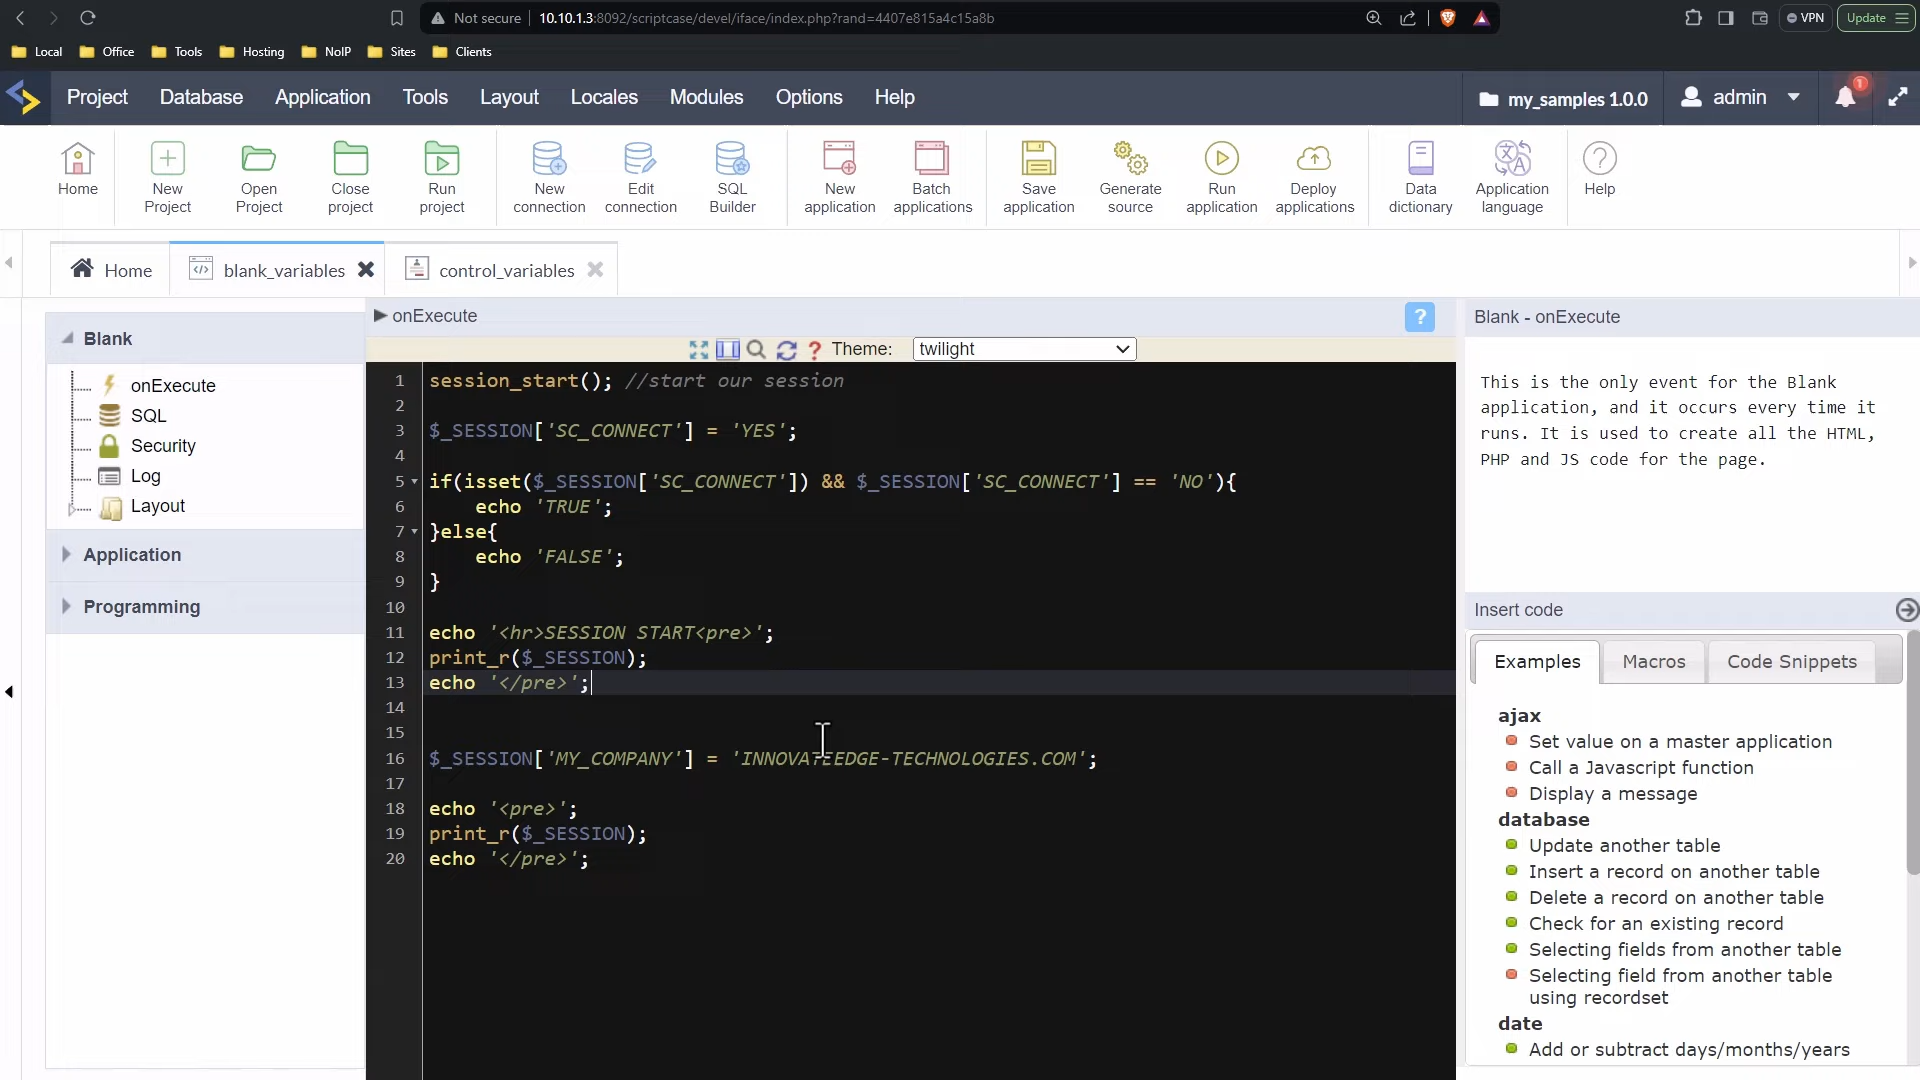 Not secure 10.10.1.3:8092/scriptcase/devel/iface/index.php?rand=4407e815a4c15a8b VPN Update
Local Office Tools Hosting NoIP Sites Clients
Project Database Application Tools Layout Locales Modules Options Help my_samples 1.0.0 admin 1
Home New Project Open Project Close project Run project New connection Edit connection SQL Builder New application Batch applications Save application Generate source Run application Deploy applications Data dictionary Application language Help
Home blank_variables control_variables
Blank
onExecute
SQL
Security
Log
Layout
Application
Programming
onExecute ?
? Theme: twilight
1 session_start(); //start our session
2
3 $_SESSION['SC_CONNECT'] = 'YES';
4
5 if(isset($_SESSION['SC_CONNECT']) && $_SESSION['SC_CONNECT'] == 'NO'){
6 echo 'TRUE';
7 }else{
8 echo 'FALSE';
9 }
10
11 echo '<hr>SESSION START<pre>';
12 print_r($_SESSION);
13 echo '</pre>';
14
15
16 $_SESSION['MY_COMPANY'] = 'INNOVATEEDGE-TECHNOLOGIES.COM';
17
18 echo '<pre>';
19 print_r($_SESSION);
20 echo '</pre>';
Blank - onExecute
This is the only event for the Blank
application, and it occurs every time it
runs. It is used to create all the HTML,
PHP and JS code for the page.
Insert code
Examples Macros Code Snippets
ajax
Set value on a master application
Call a Javascript function
Display a message
database
Update another table
Insert a record on another table
Delete a record on another table
Check for an existing record
Selecting fields from another table
Selecting field from another table
using recordset
date
Add or subtract days/months/years